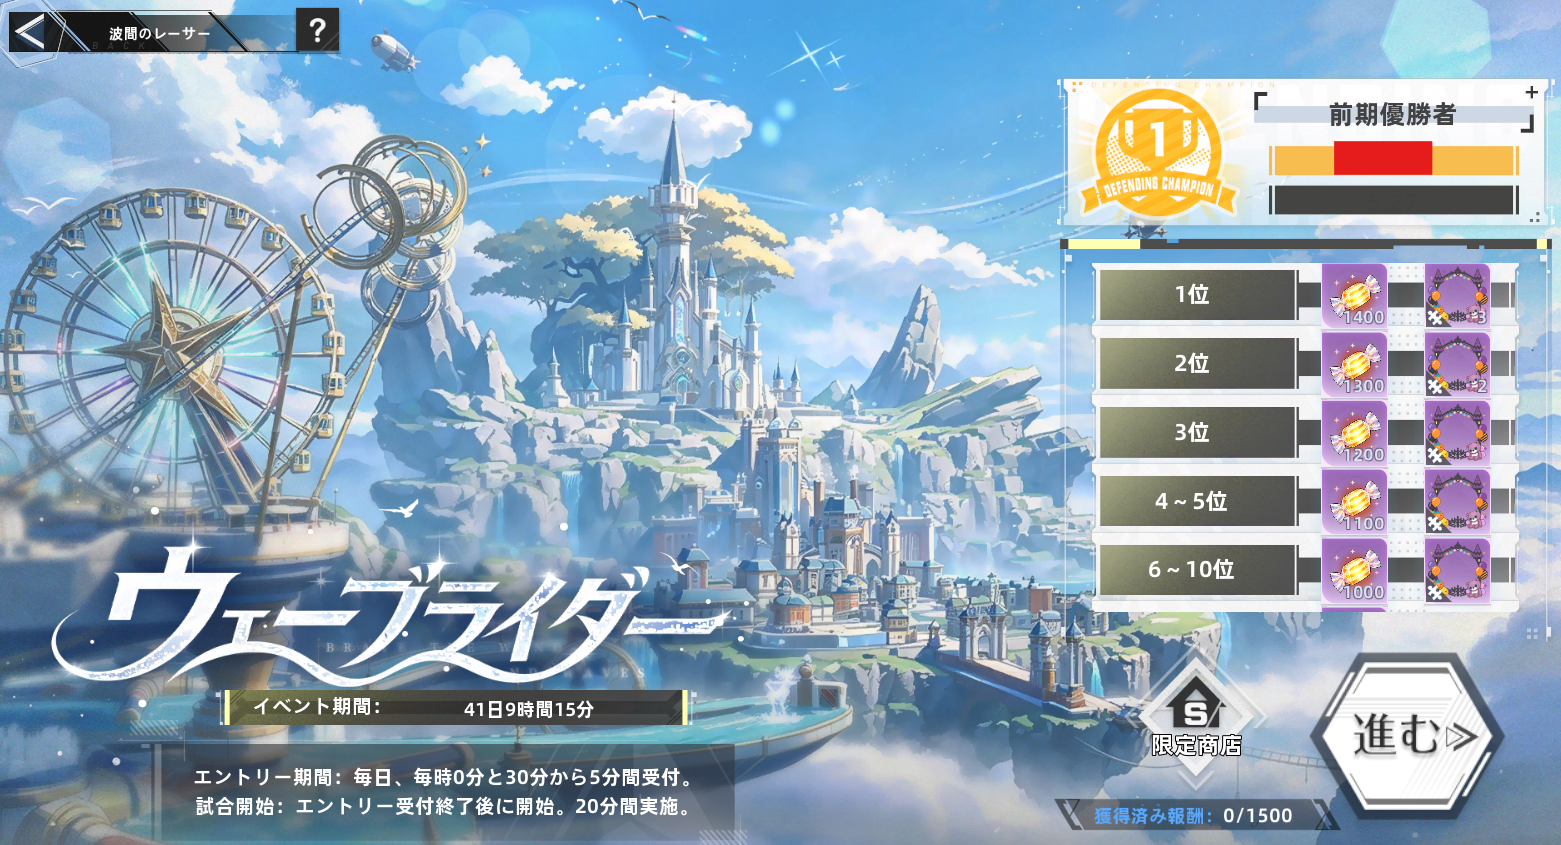 波間のレーサー
BACK
?
DEFENDING CHAMPION
前期優勝者
1
DEFENDING CHAMPION
1位
1400
3
2位
1300
2
3位
1200
4～5位
1100
6～10位
1000
ウェーブライダー
イベント期間：
41日9時間15分
エントリー期間：毎日、毎時0分と30分から5分間受付。
試合開始：エントリー受付終了後に開始。20分間実施。
S
限定商店
進む
獲得済み報酬：0/1500